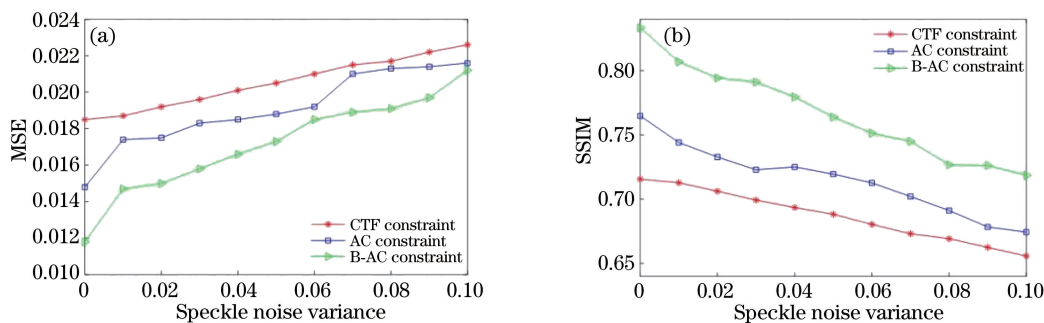 (a)
MSE
0.024
0.022
0.020
0.018
0.016
0.014
0.012
0.010
0
0.02
0.04
0.06
0.08
0.10
Speckle noise variance
CTF constraint
AC constraint
B-AC constraint
(b)
SSIM
0.80
0.75
0.70
0.65
0
0.02
0.04
0.06
0.08
0.10
Speckle noise variance
CTF constraint
AC constraint
B-AC constraint